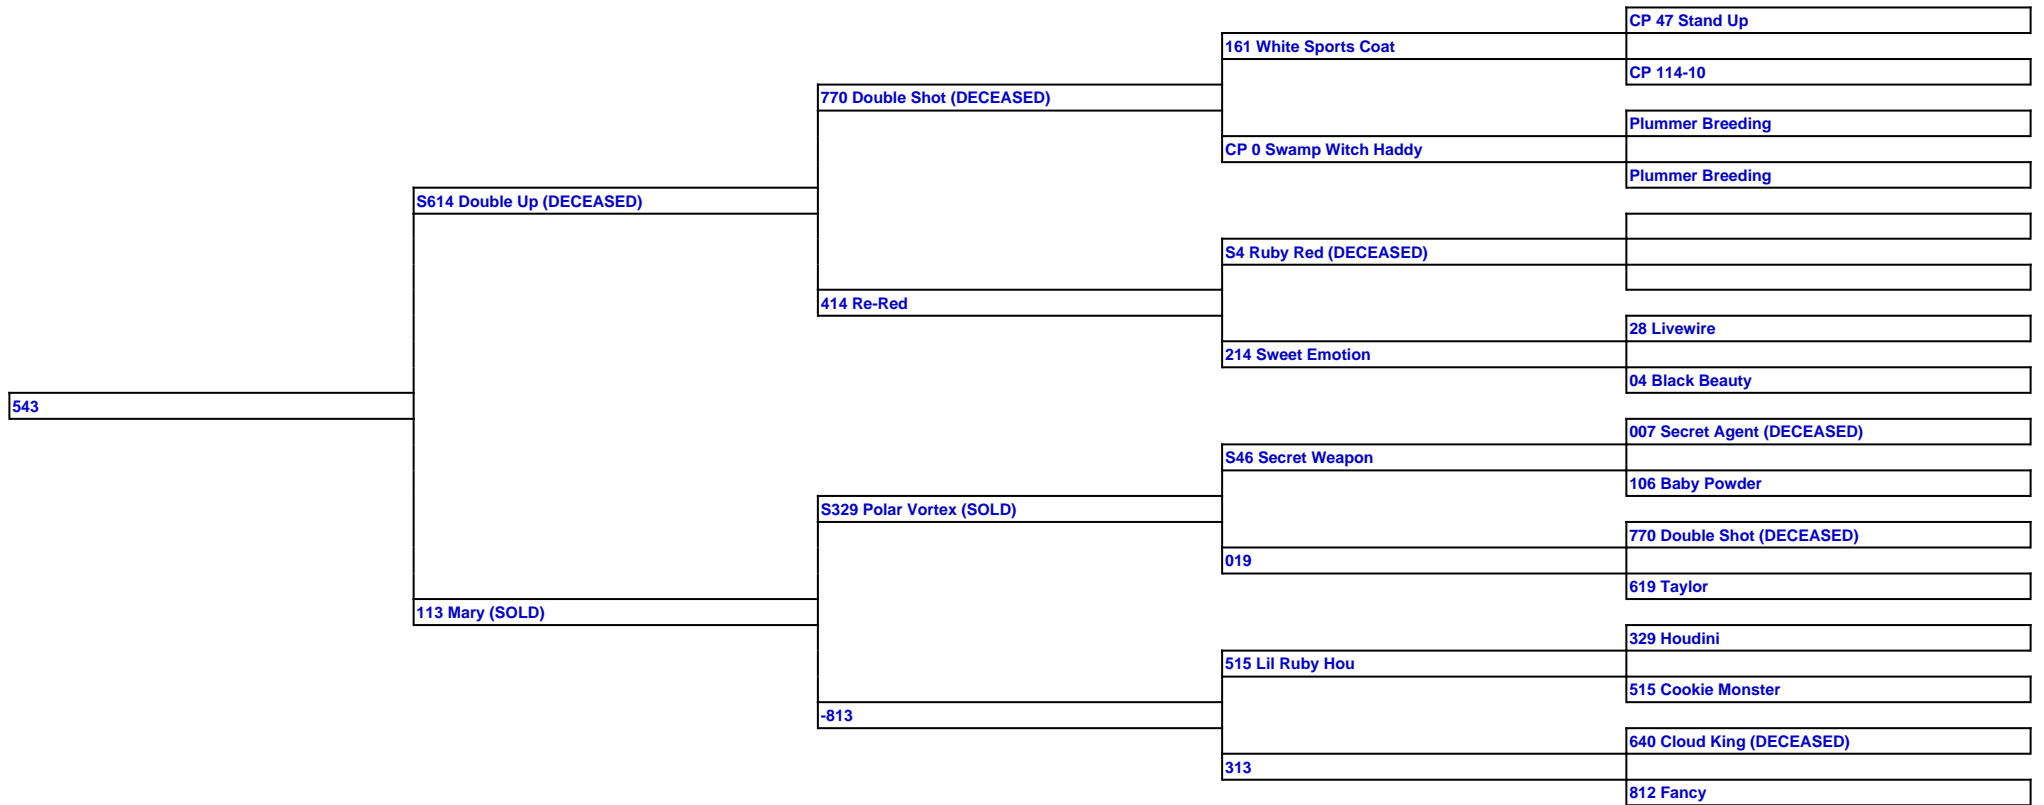 CP 47 Stand Up
161 White Sports Coat
CP 114-10
770 Double Shot (DECEASED)
Plummer Breeding
CP 0 Swamp Witch Haddy
Plummer Breeding
S614 Double Up (DECEASED)
S4 Ruby Red (DECEASED)
414 Re-Red
28 Livewire
214 Sweet Emotion
04 Black Beauty
543
007 Secret Agent (DECEASED)
S46 Secret Weapon
106 Baby Powder
S329 Polar Vortex (SOLD)
770 Double Shot (DECEASED)
019
619 Taylor
113 Mary (SOLD)
329 Houdini
515 Lil Ruby Hou
515 Cookie Monster
-813
640 Cloud King (DECEASED)
313
812 Fancy